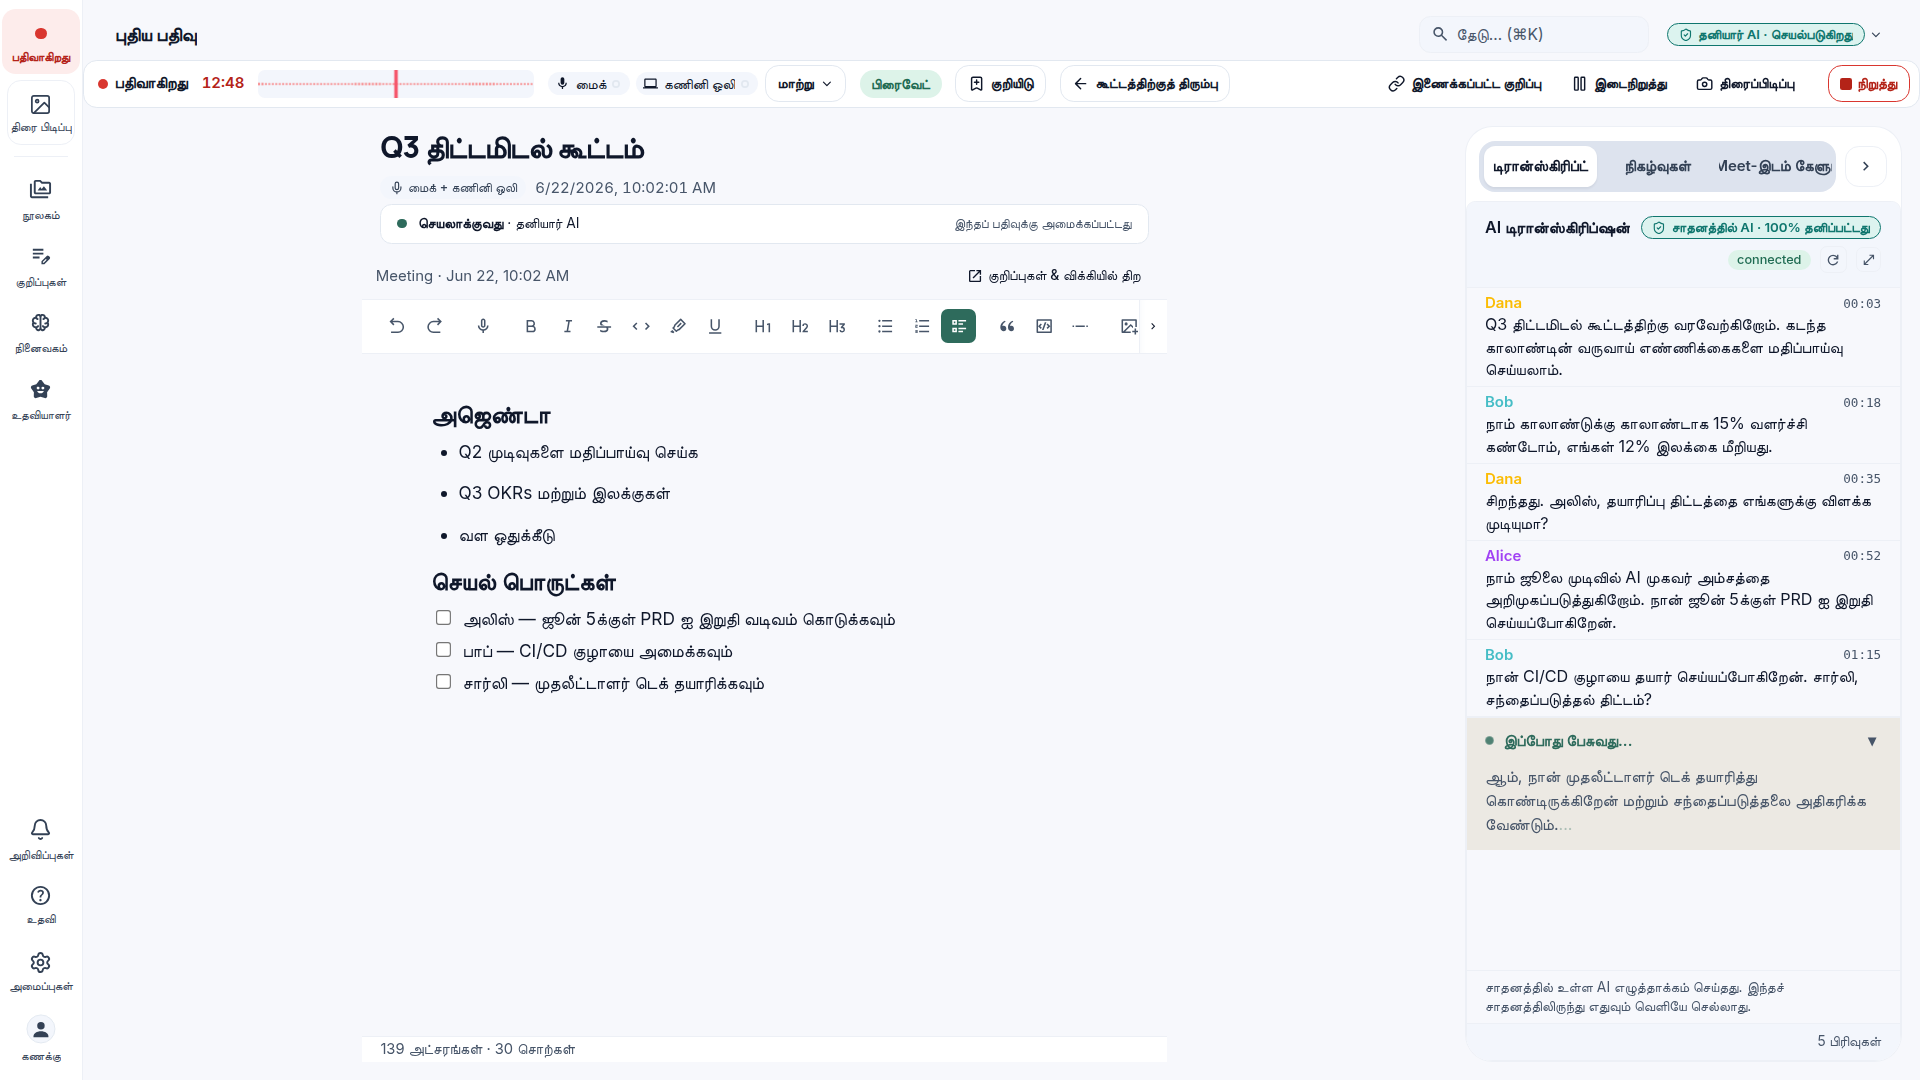 பதிவாகிறது
திரை பிடிப்பு
நூலகம்
குறிப்புகள்
நினைவகம்
உதவியாளர்
அறிவிப்புகள்
உதவி
அமைப்புகள்
கணக்கு
புதிய பதிவு
தேடு... (⌘K)
தனியார் AI · செயல்படுகிறது
பதிவாகிறது 12:48
மைக்
கணினி ஒலி
மாற்று
பிரைவேட்
குறியிடு
கூட்டத்திற்குத் திரும்பு
இணைக்கப்பட்ட குறிப்பு
இடைநிறுத்து
திரைப்பிடிப்பு
நிறுத்து
Q3 திட்டமிடல் கூட்டம்
மைக் + கணினி ஒலி 6/22/2026, 10:02:01 AM
செயலாக்குவது · தனியார் AI
இந்தப் பதிவுக்கு அமைக்கப்பட்டது
Meeting · Jun 22, 10:02 AM
குறிப்புகள் & விக்கியில் திற
H1 H2 H3
அஜெண்டா
• Q2 முடிவுகளை மதிப்பாய்வு செய்க
• Q3 OKRs மற்றும் இலக்குகள்
• வள ஒதுக்கீடு
செயல் பொருட்கள்
அலிஸ் — ஜூன் 5க்குள் PRD ஐ இறுதி வடிவம் கொடுக்கவும்
பாப் — CI/CD குழாயை அமைக்கவும்
சார்லி — முதலீட்டாளர் டெக் தயாரிக்கவும்
139 அட்சரங்கள் · 30 சொற்கள்
டிரான்ஸ்கிரிப்ட்
நிகழ்வுகள்
Meet-இடம் கேளு
AI டிரான்ஸ்கிரிப்ஷன்
சாதனத்தில் AI · 100% தனிப்பட்டது
connected
Dana 00:03
Q3 திட்டமிடல் கூட்டத்திற்கு வரவேற்கிறோம். கடந்த
காலாண்டின் வருவாய் எண்ணிக்கைகளை மதிப்பாய்வு
செய்யலாம்.
Bob 00:18
நாம் காலாண்டுக்கு காலாண்டாக 15% வளர்ச்சி
கண்டோம், எங்கள் 12% இலக்கை மீறியது.
Dana 00:35
சிறந்தது. அலிஸ், தயாரிப்பு திட்டத்தை எங்களுக்கு விளக்க
முடியுமா?
Alice 00:52
நாம் ஜூலை முடிவில் AI முகவர் அம்சத்தை
அறிமுகப்படுத்துகிறோம். நான் ஜூன் 5க்குள் PRD ஐ இறுதி
செய்யப்போகிறேன்.
Bob 01:15
நான் CI/CD குழாயை தயார் செய்யப்போகிறேன். சார்லி,
சந்தைப்படுத்தல் திட்டம்?
இப்போது பேசுவது...
ஆம், நான் முதலீட்டாளர் டெக் தயாரித்து
கொண்டிருக்கிறேன் மற்றும் சந்தைப்படுத்தலை அதிகரிக்க
வேண்டும்....
சாதனத்தில் உள்ள AI எழுத்தாக்கம் செய்தது. இந்தச்
சாதனத்திலிருந்து எதுவும் வெளியே செல்லாது.
5 பிரிவுகள்